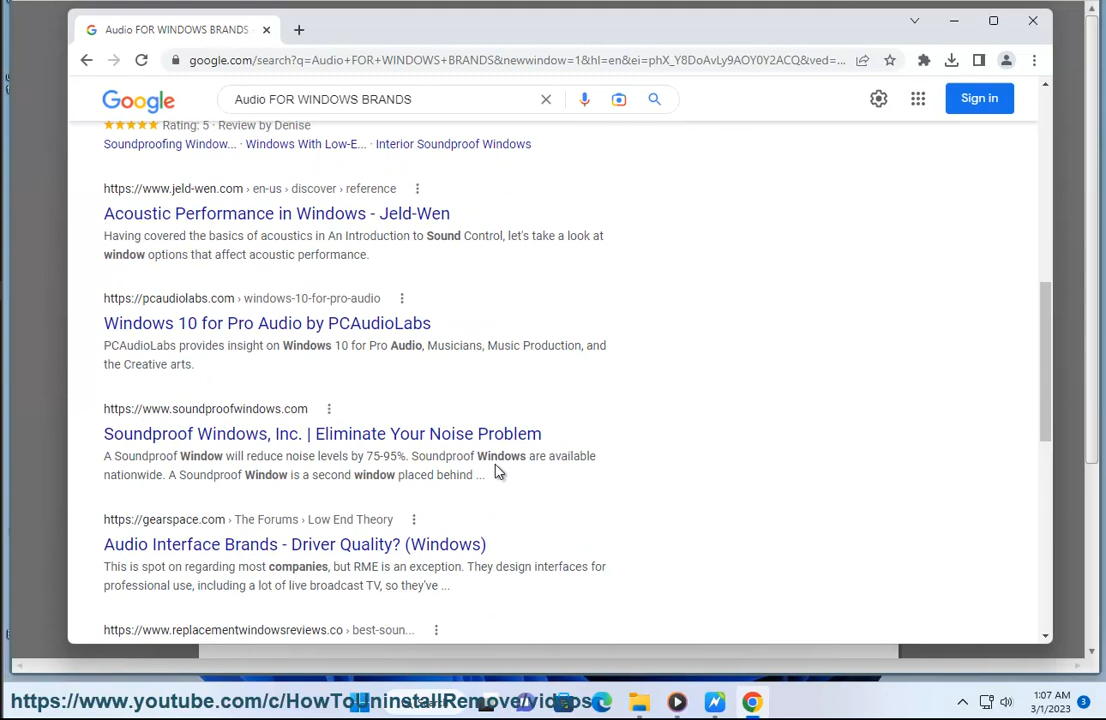 Audio FOR WINDOWS BRANDS
google.com/search?q=Audio+FOR+WINDOWS+BRANDS&newwindow=1&hl=en&ei=phX_Y8DoAvLy9AOY0Y2ACQ&ved=...
Google
Audio FOR WINDOWS BRANDS
Sign in
Rating: 5 · Review by Denise
Soundproofing Window... · Windows With Low-E... · Interior Soundproof Windows
https://www.jeld-wen.com › en-us › discover › reference
Acoustic Performance in Windows - Jeld-Wen
Having covered the basics of acoustics in An Introduction to Sound Control, let's take a look at
window options that affect acoustic performance.
https://pcaudiolabs.com › windows-10-for-pro-audio
Windows 10 for Pro Audio by PCAudioLabs
PCAudioLabs provides insight on Windows 10 for Pro Audio, Musicians, Music Production, and
the Creative arts.
https://www.soundproofwindows.com
Soundproof Windows, Inc. | Eliminate Your Noise Problem
A Soundproof Window will reduce noise levels by 75-95%. Soundproof Windows are available
nationwide. A Soundproof Window is a second window placed behind ...
https://gearspace.com › The Forums › Low End Theory
Audio Interface Brands - Driver Quality? (Windows)
This is spot on regarding most companies, but RME is an exception. They design interfaces for
professional use, including a lot of live broadcast TV, so they've ...
https://www.replacementwindowsreviews.co › best-soun...
https://www.youtube.com/c/HowToUninstallRemove/videos
1:07 AM
3/1/2023
3